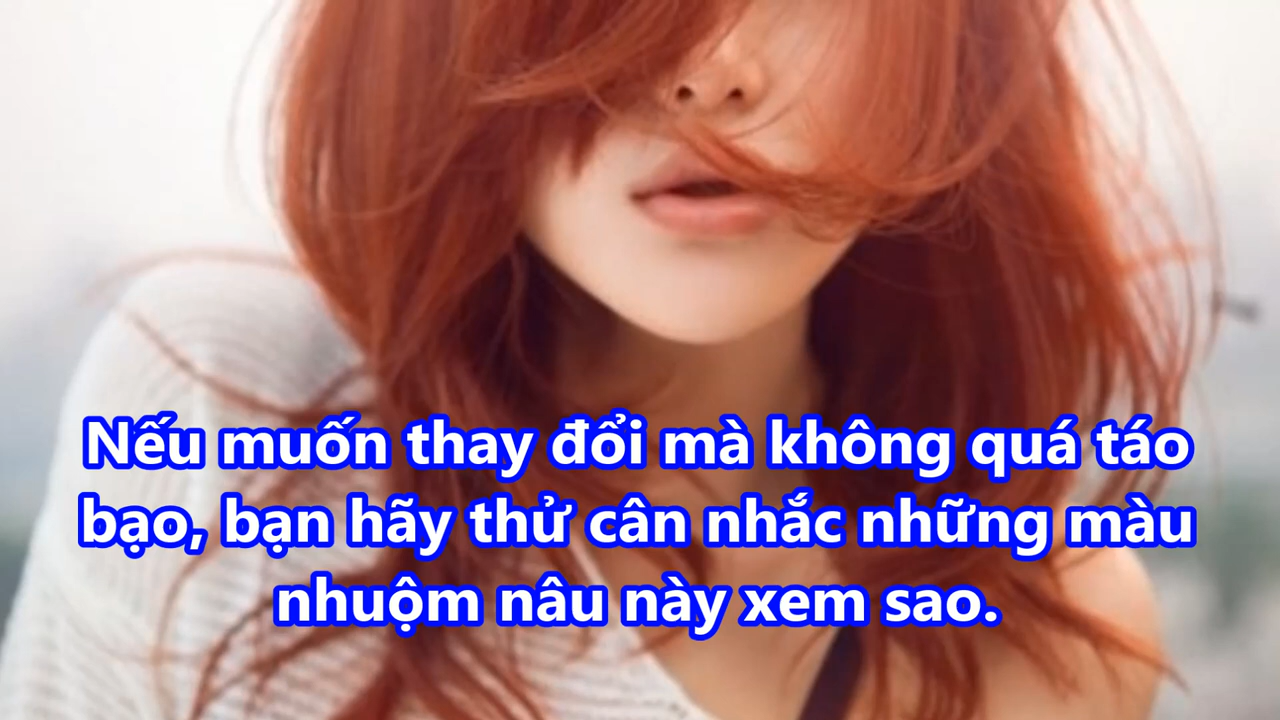 Nếu muốn thay đổi mà không quá táo
bạo, bạn hãy thử cân nhắc những màu
nhuộm nâu này xem sao.